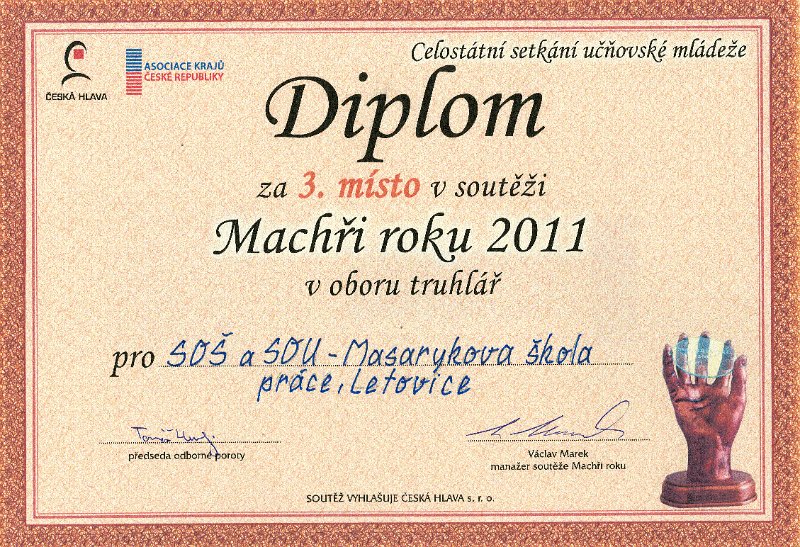 ČESKÁ HLAVA
ASOCIACE KRAJŮ
ČESKÉ REPUBLIKY
Celostátní setkání učňovské mládeže
Diplom
za 3. místo v soutěži
Machři roku 2011
v oboru truhlář
pro SOŠ a SOU - Masarykova škola
práce, Letovice
předseda odborné poroty
Václav Marek
manažer soutěže Machři roku
SOUTĚŽ VYHLAŠUJE ČESKÁ HLAVA s. r. o.